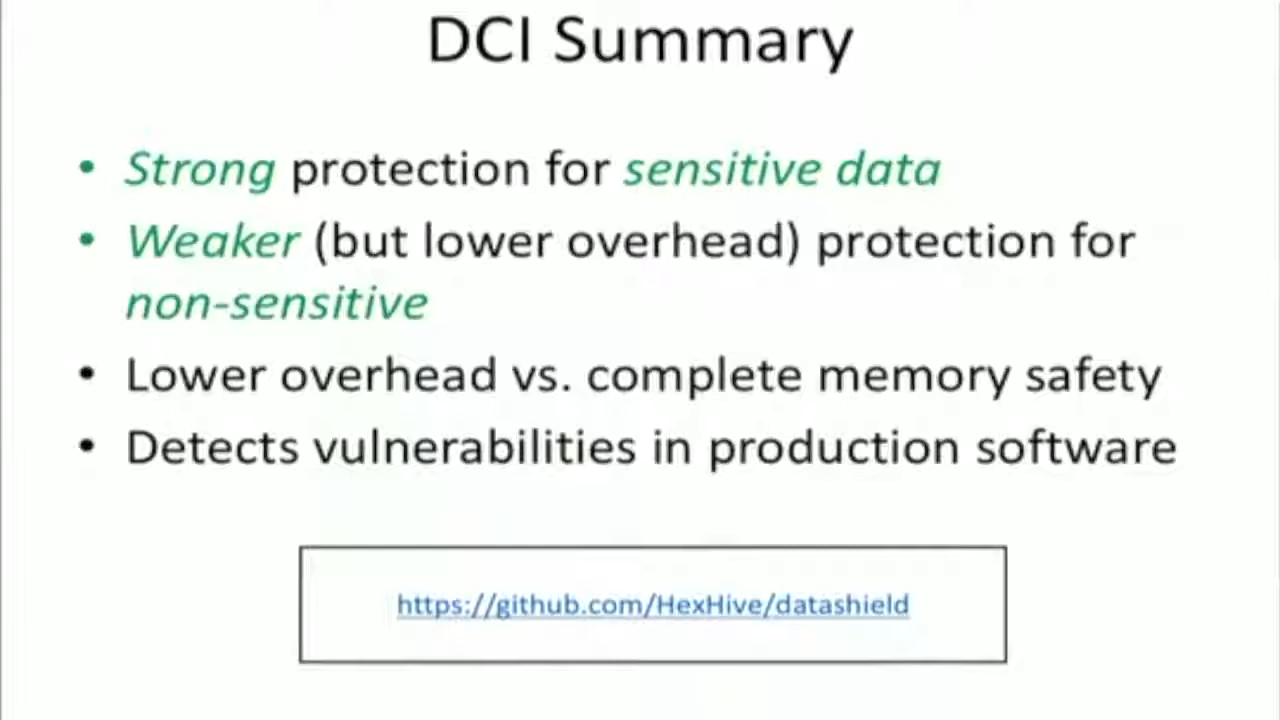 DCI Summary
• Strong protection for sensitive data
• Weaker (but lower overhead) protection for
non-sensitive
• Lower overhead vs. complete memory safety
• Detects vulnerabilities in production software
https://github.com/HexHive/datashield